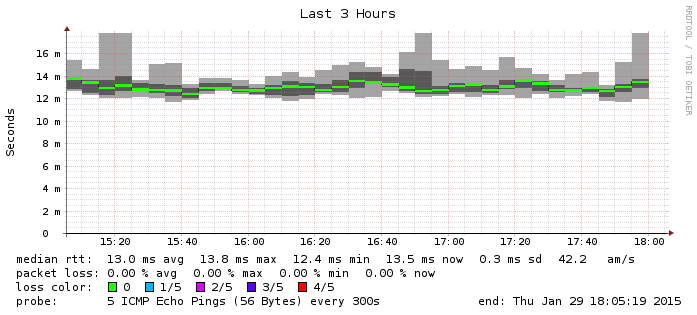 Last 3 Hours
RRDTOOL / TOBI OETIKER
Seconds
16 m
14 m
12 m
10 m
8 m
6 m
4 m
2 m
0
15:20 15:40 16:00 16:20 16:40 17:00 17:20 17:40 18:00
median rtt: 13.0 ms avg 13.8 ms max 12.4 ms min 13.5 ms now 0.3 ms sd 42.2 am/s
packet loss: 0.00 % avg 0.00 % max 0.00 % min 0.00 % now
loss color: 0 1/5 2/5 3/5 4/5
probe: 5 ICMP Echo Pings (56 Bytes) every 300s end: Thu Jan 29 18:05:19 2015